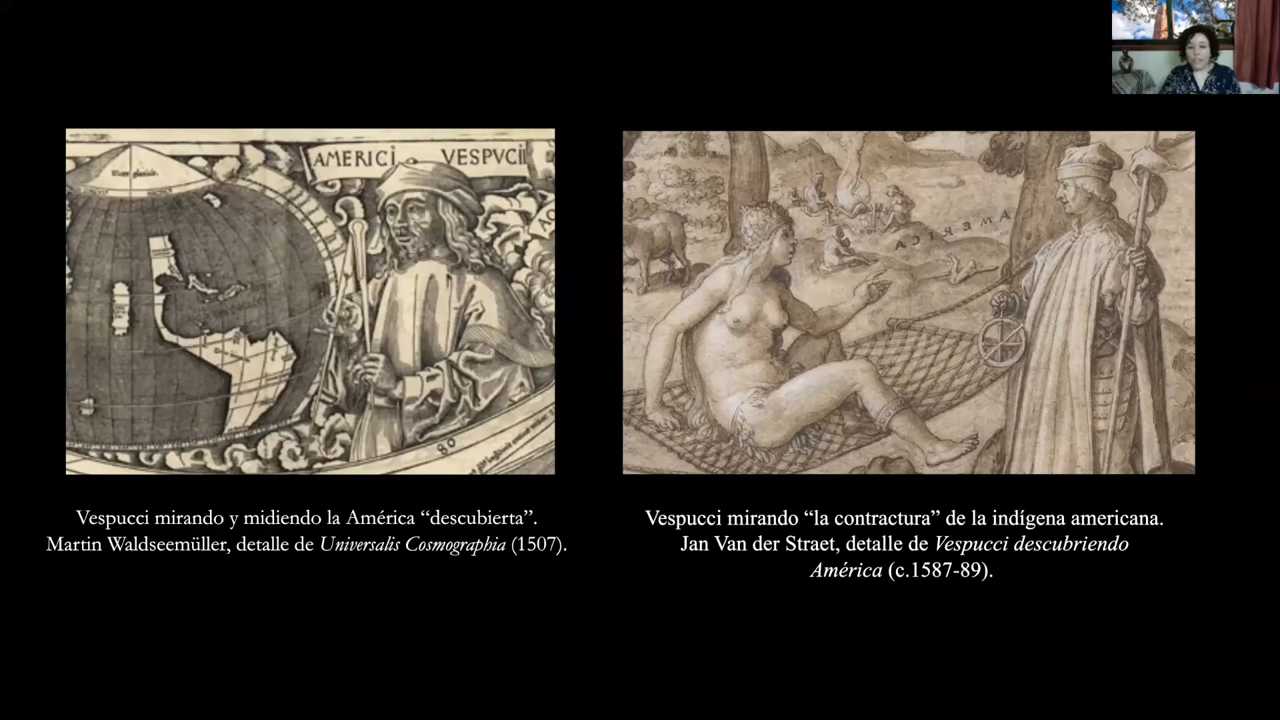 AMERICI VESPVCII
AMERICA
80
Vespucci mirando y midiendo la América “descubierta”.
Martin Waldseemüller, detalle de Universalis Cosmographia (1507).
Vespucci mirando “la contractura” de la indígena americana.
Jan Van der Straet, detalle de Vespucci descubriendo
América (c.1587-89).